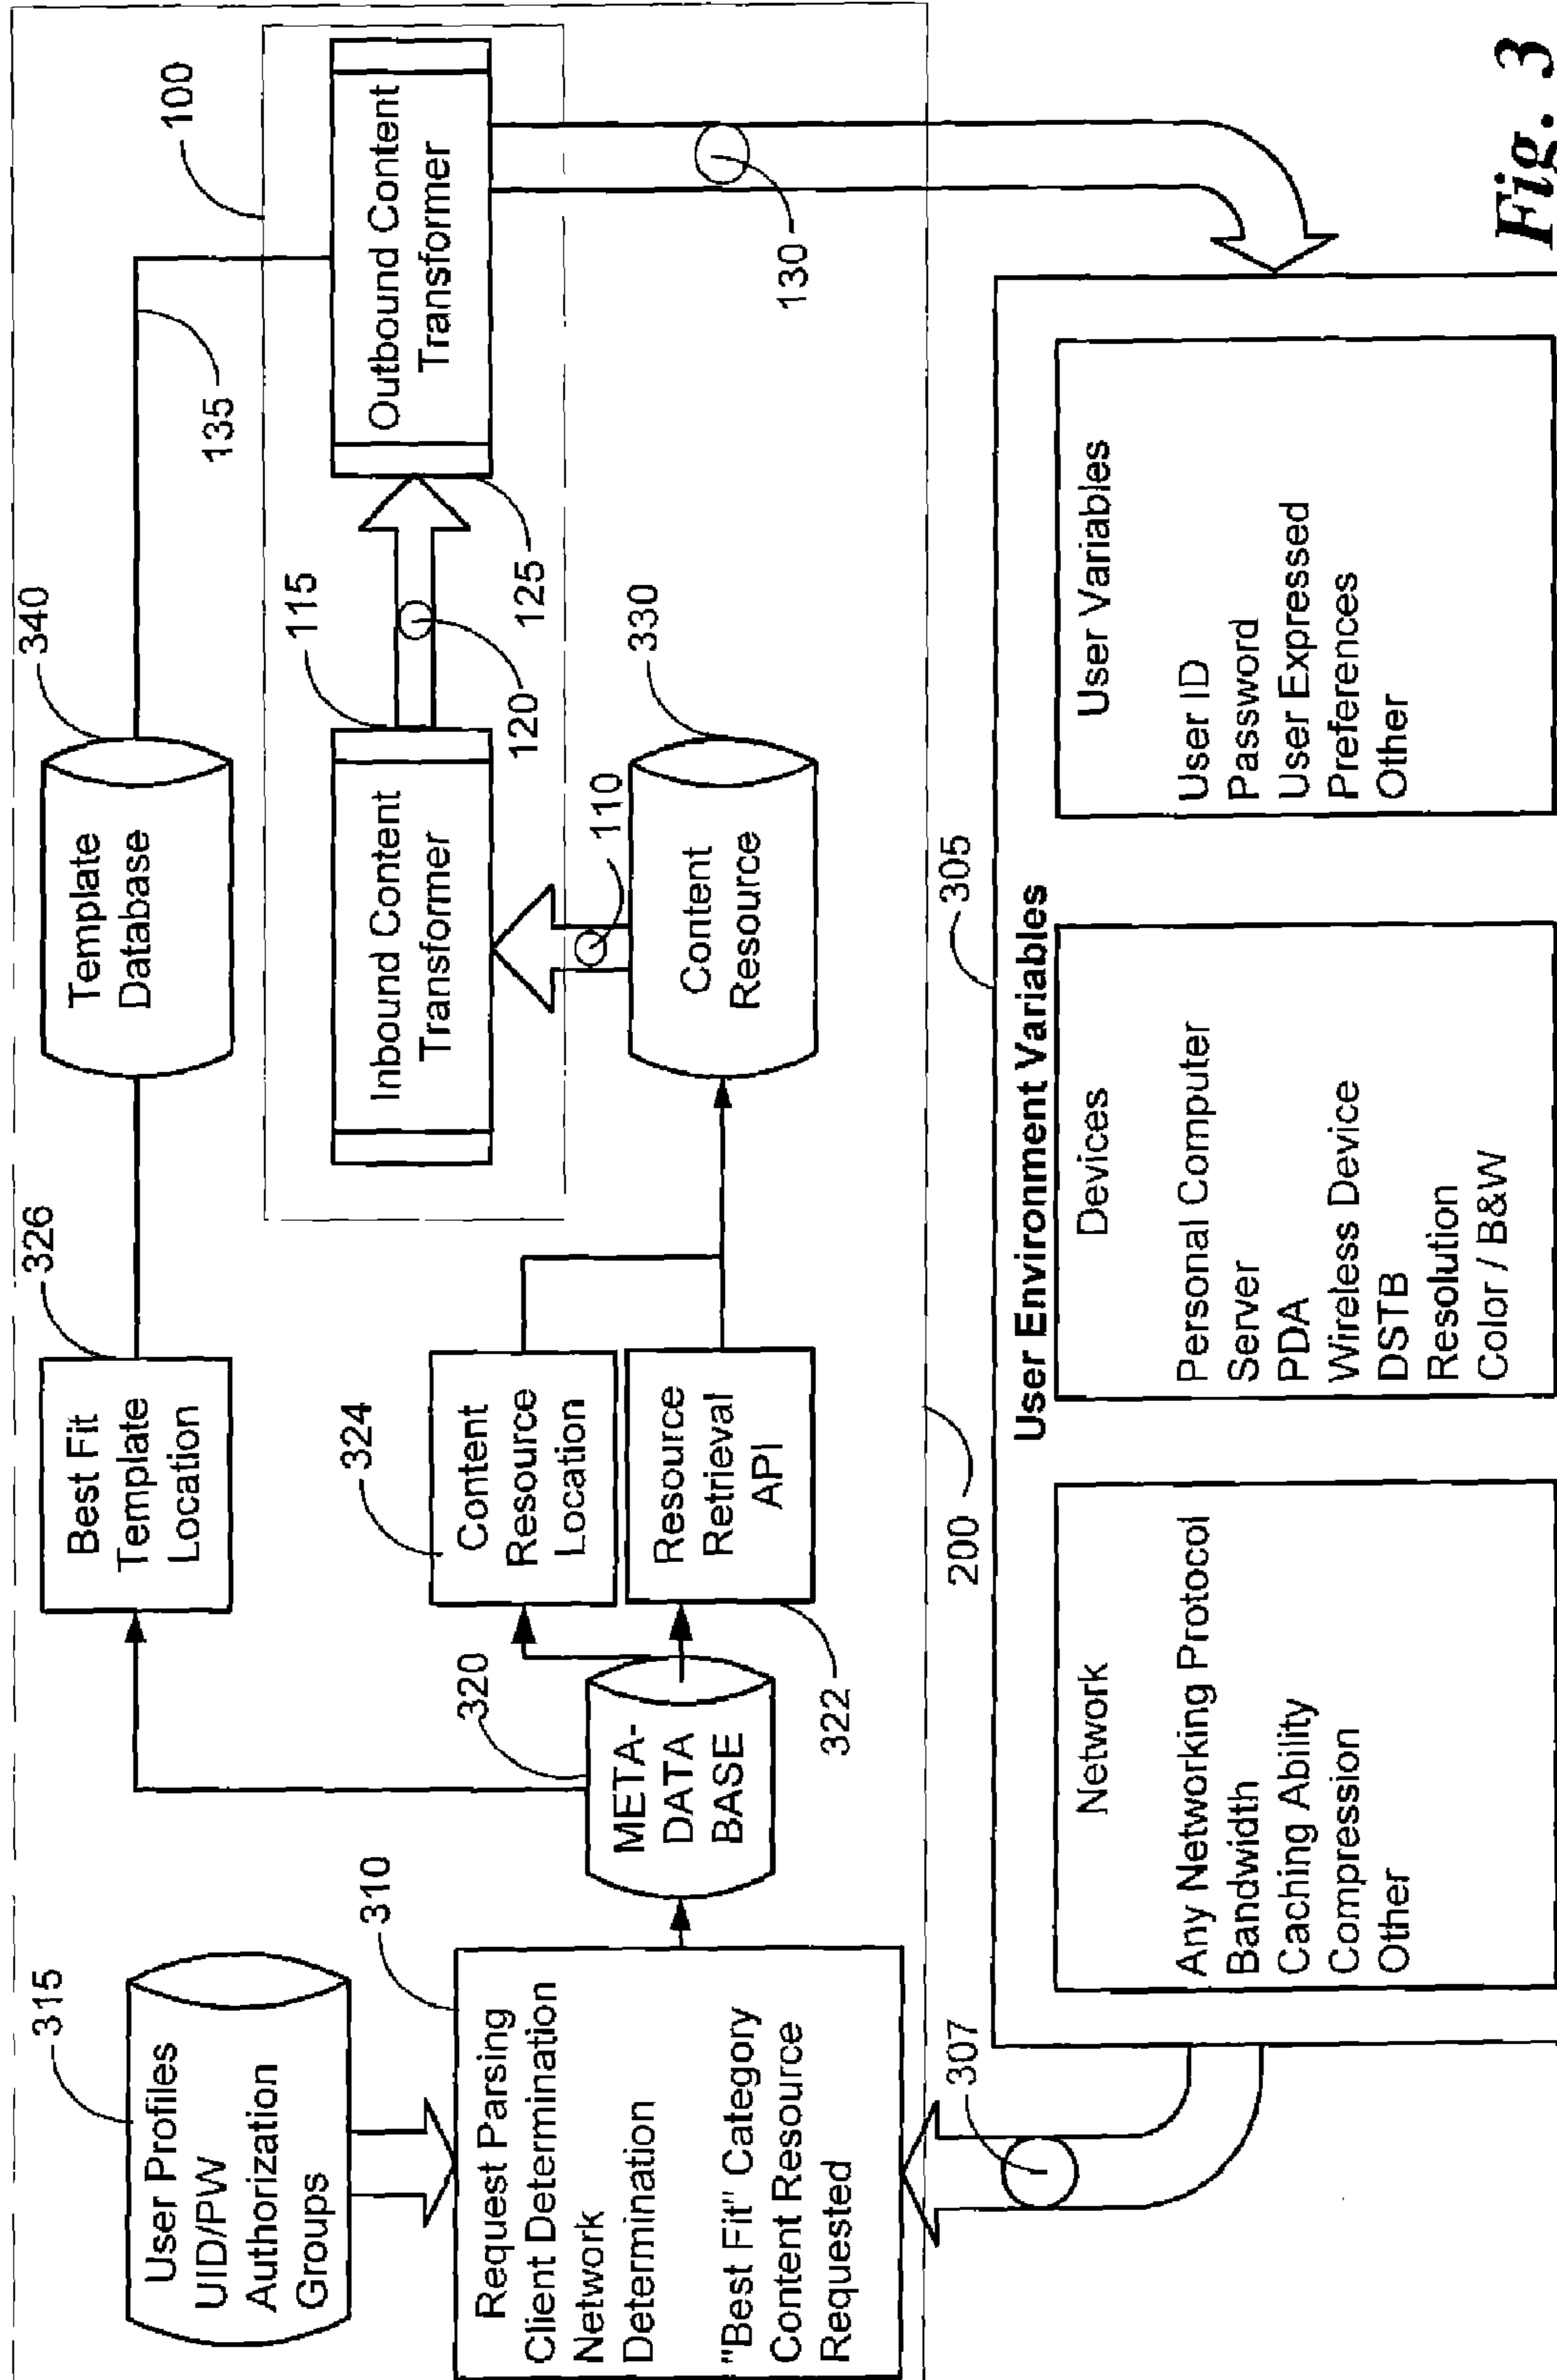 315
User Profiles
UID/PW
Authorization
Groups
310
Request Parsing
Client Determination
Network
Determination
"Best Fit" Category
Content Resource
Requested
320
META-
DATA
BASE
326
Best Fit
Template
Location
324
Content
Resource
Location
Resource
Retrieval
API
322
340
Template
Database
135
100
115
Inbound Content
Transformer
120
125
Outbound Content
Transformer
110
330
Content
Resource
130
200
307
305
User Environment Variables
Network
Any Networking Protocol
Bandwidth
Caching Ability
Compression
Other
Devices
Personal Computer
Server
PDA
Wireless Device
DSTB
Resolution
Color / B&W
User Variables
User ID
Password
User Expressed
Preferences
Other
Fig. 3